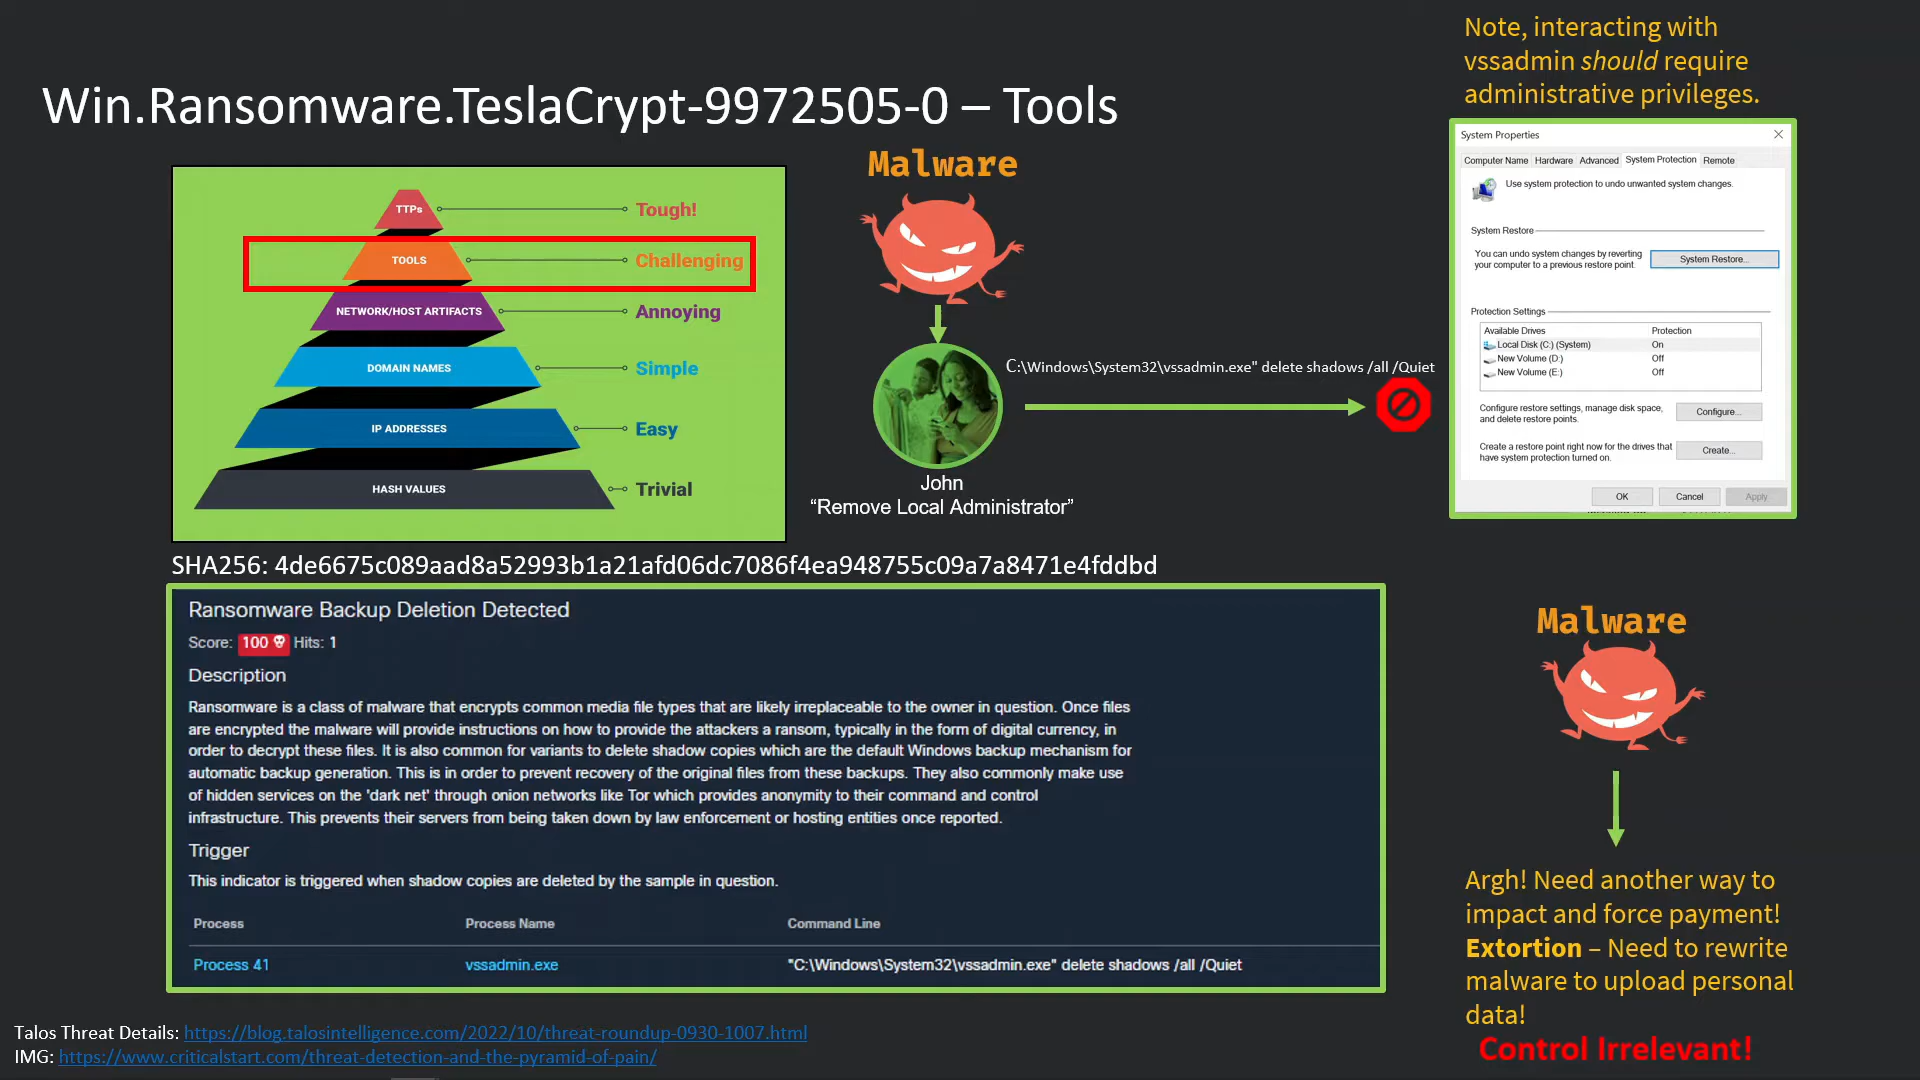 Note, interacting with
vssadmin should require
administrative privileges.
Win.Ransomware.TeslaCrypt-9972505-0 – Tools
TTPs
Tough!
TOOLS
Challenging
NETWORK/HOST ARTIFACTS
Annoying
DOMAIN NAMES
Simple
IP ADDRESSES
Easy
HASH VALUES
Trivial
Malware
C:\Windows\System32\vssadmin.exe" delete shadows /all /Quiet
John
“Remove Local Administrator”
System Properties
Computer Name Hardware Advanced System Protection Remote
Use system protection to undo unwanted system changes.
System Restore
You can undo system changes by reverting
your computer to a previous restore point.
System Restore...
Protection Settings
Available Drives Protection
Local Disk (C:) (System) On
New Volume (D:) Off
New Volume (E:) Off
Configure restore settings, manage disk space,
and delete restore points.
Configure...
Create a restore point right now for the drives that
have system protection turned on.
Create...
OK Cancel Apply
SHA256: 4de6675c089aad8a52993b1a21afd06dc7086f4ea948755c09a7a8471e4fddbd
Ransomware Backup Deletion Detected
Score: 100 Hits: 1
Description
Ransomware is a class of malware that encrypts common media file types that are likely irreplaceable to the owner in question. Once files
are encrypted the malware will provide instructions on how to provide the attackers a ransom, typically in the form of digital currency, in
order to decrypt these files. It is also common for variants to delete shadow copies which are the default Windows backup mechanism for
automatic backup generation. This is in order to prevent recovery of the original files from these backups. They also commonly make use
of hidden services on the 'dark net' through onion networks like Tor which provides anonymity to their command and control
infrastructure. This prevents their servers from being taken down by law enforcement or hosting entities once reported.
Trigger
This indicator is triggered when shadow copies are deleted by the sample in question.
Process Process Name Command Line
Process 41 vssadmin.exe "C:\Windows\System32\vssadmin.exe" delete shadows /all /Quiet
Malware
Argh! Need another way to
impact and force payment!
Extortion – Need to rewrite
malware to upload personal
data!
Control Irrelevant!
Talos Threat Details: https://blog.talosintelligence.com/2022/10/threat-roundup-0930-1007.html
IMG: https://www.criticalstart.com/threat-detection-and-the-pyramid-of-pain/